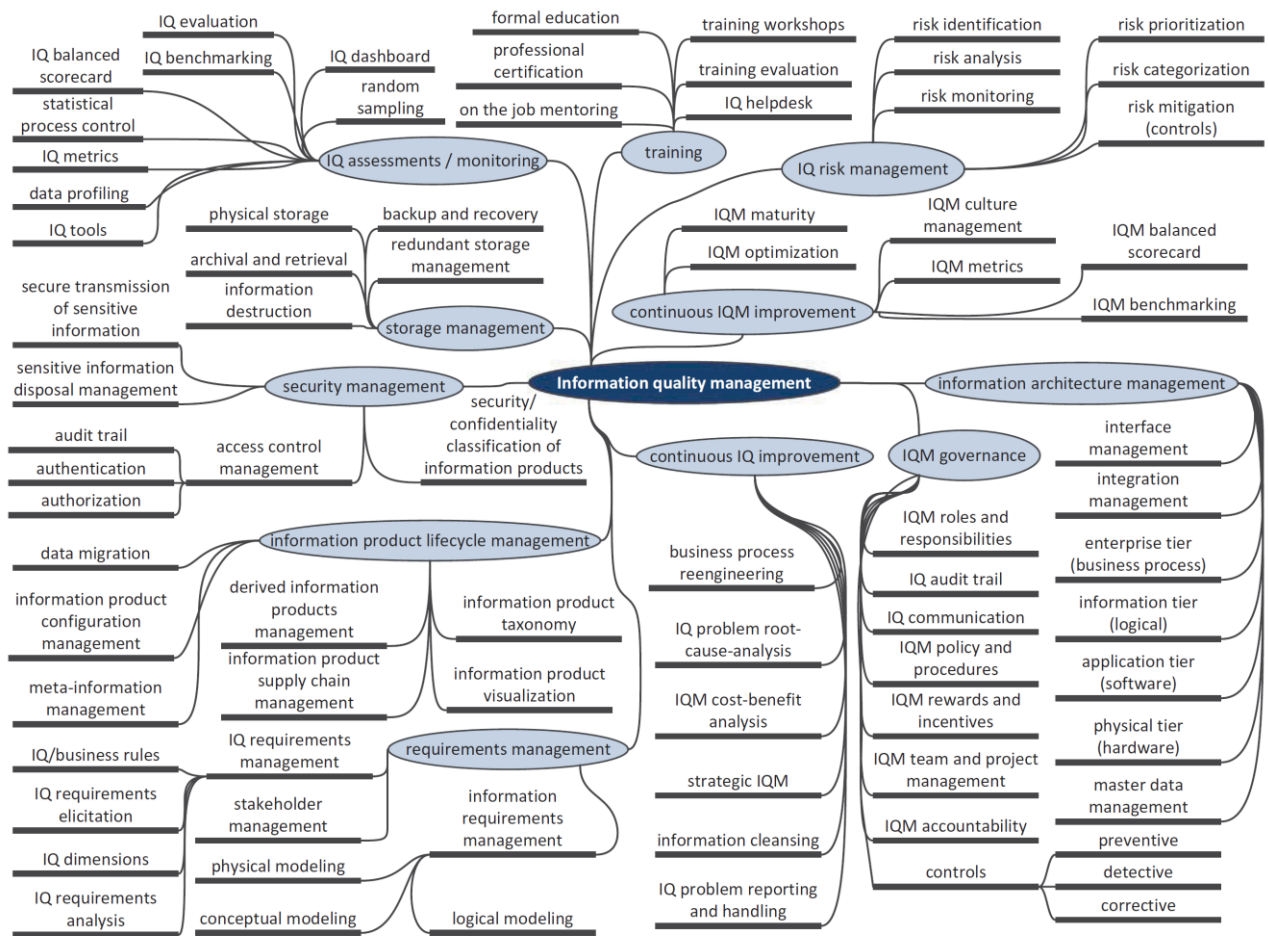 IQ evaluation
IQ balanced
scorecard
IQ benchmarking
IQ dashboard
statistical
process control
random
sampling
IQ metrics
data profiling
IQ tools
IQ assessments / monitoring
formal education
professional
certification
on the job mentoring
training workshops
training evaluation
IQ helpdesk
training
risk identification
risk analysis
risk monitoring
risk prioritization
risk categorization
risk mitigation
(controls)
IQ risk management
physical storage
archival and retrieval
information
destruction
backup and recovery
redundant storage
management
storage management
IQM maturity
IQM optimization
IQM culture
management
IQM metrics
IQM balanced
scorecard
IQM benchmarking
continuous IQM improvement
secure transmission
of sensitive
information
sensitive information
disposal management
security management
audit trail
authentication
authorization
access control
management
security/
confidentiality
classification of
information products
Information quality management
information architecture management
interface
management
integration
management
enterprise tier
(business process)
information tier
(logical)
application tier
(software)
physical tier
(hardware)
master data
management
continuous IQ improvement
business process
reengineering
IQ problem root-
cause-analysis
IQM cost-benefit
analysis
strategic IQM
information cleansing
IQ problem reporting
and handling
IQM governance
IQM roles and
responsibilities
IQ audit trail
IQ communication
IQM policy and
procedures
IQM rewards and
incentives
IQM team and project
management
IQM accountability
controls
preventive
detective
corrective
information product lifecycle management
data migration
information product
configuration
management
meta-information
management
derived information
products
management
information product
supply chain
management
information product
taxonomy
information product
visualization
requirements management
IQ requirements
management
IQ/business rules
IQ requirements
elicitation
IQ dimensions
IQ requirements
analysis
stakeholder
management
information
requirements
management
physical modeling
conceptual modeling
logical modeling